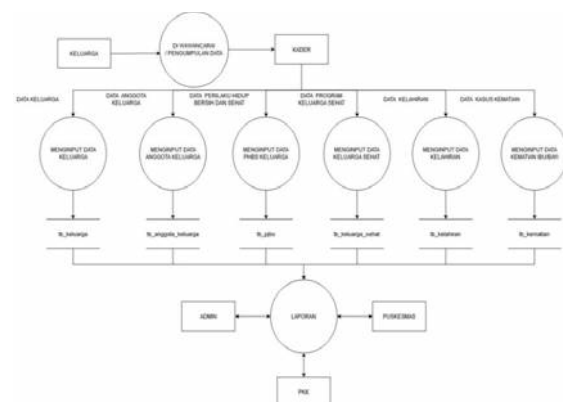 KELUARGA
DI WAWANCARAI
/ PENGUMPULAN DATA
KADER
DATA KELUARGA
DATA ANGGOTA
KELUARGA
DATA PERILAKU HIDUP
BERSIH DAN SEHAT
DATA PROGRAM
KELUARGA SEHAT
DATA KELAHIRAN
DATA KASUS KEMATIAN
MENGINPUT DATA
KELUARGA
MENGINPUT DATA
ANGGOTA KELUARGA
MENGINPUT DATA
PHBS KELUARGA
MENGINPUT DATA
KELUARGA SEHAT
MENGINPUT DATA
KELAHIRAN
MENGINPUT DATA
KEMATIAN IBU/BAYI
tb_keluarga
tb_anggota_keluarga
tb_keluarga_sehat
tb_kelahiran
tb_kematian
ADMIN
LAPORAN
PUSKESMAS
PKK